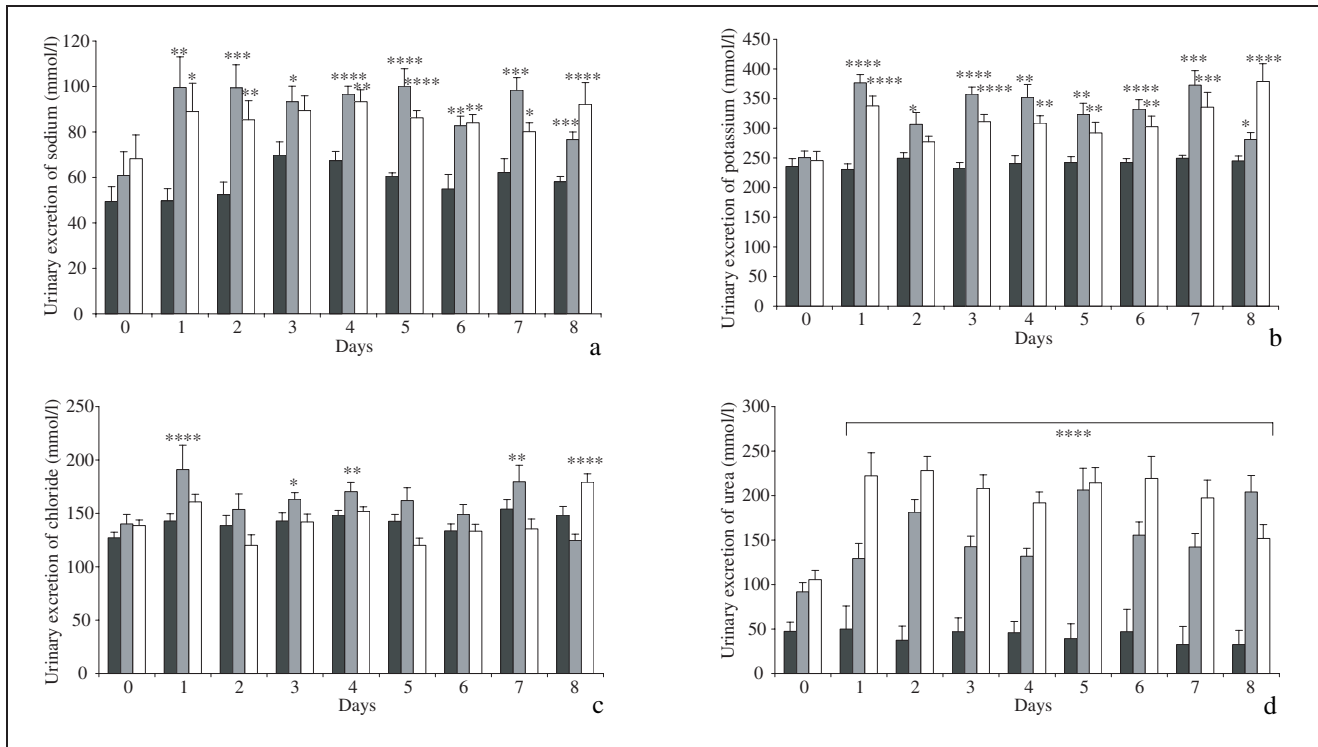 Urinary excretion of sodium (mmol/l)
120
100
80
60
40
20
0
** * *** ** * **** ** **** **** ** ** *** * *** ****
0 1 2 3 4 5 6 7 8
Days
a
Urinary excretion of potassium (mmol/l)
450
400
350
300
250
200
150
100
50
0
**** **** * **** **** ** ** ** ** **** ** *** *** * ****
0 1 2 3 4 5 6 7 8
Days
b
Urinary excretion of chloride (mmol/l)
250
200
150
100
50
0
**** * ** ** ****
0 1 2 3 4 5 6 7 8
Days
c
Urinary excretion of urea (mmol/l)
300
250
200
150
100
50
0
****
0 1 2 3 4 5 6 7 8
Days
d